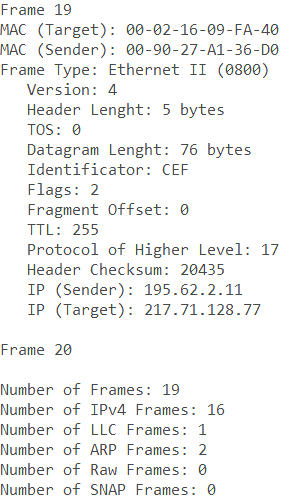 Frame 19
MAC (Target): 00-02-16-09-FA-40
MAC (Sender): 00-90-27-A1-36-D0
Frame Type: Ethernet II (0800)
Version: 4
Header Lenght: 5 bytes
TOS: 0
Datagram Lenght: 76 bytes
Identificator: CEF
Flags: 2
Fragment Offset: 0
TTL: 255
Protocol of Higher Level: 17
Header Checksum: 20435
IP (Sender): 195.62.2.11
IP (Target): 217.71.128.77
Frame 20
Number of Frames: 19
Number of IPv4 Frames: 16
Number of LLC Frames: 1
Number of ARP Frames: 2
Number of Raw Frames: 0
Number of SNAP Frames: 0